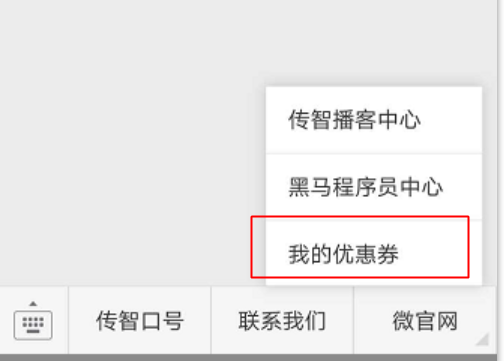 传智播客中心
黑马程序员中心
我的优惠券
传智口号 联系我们 微官网